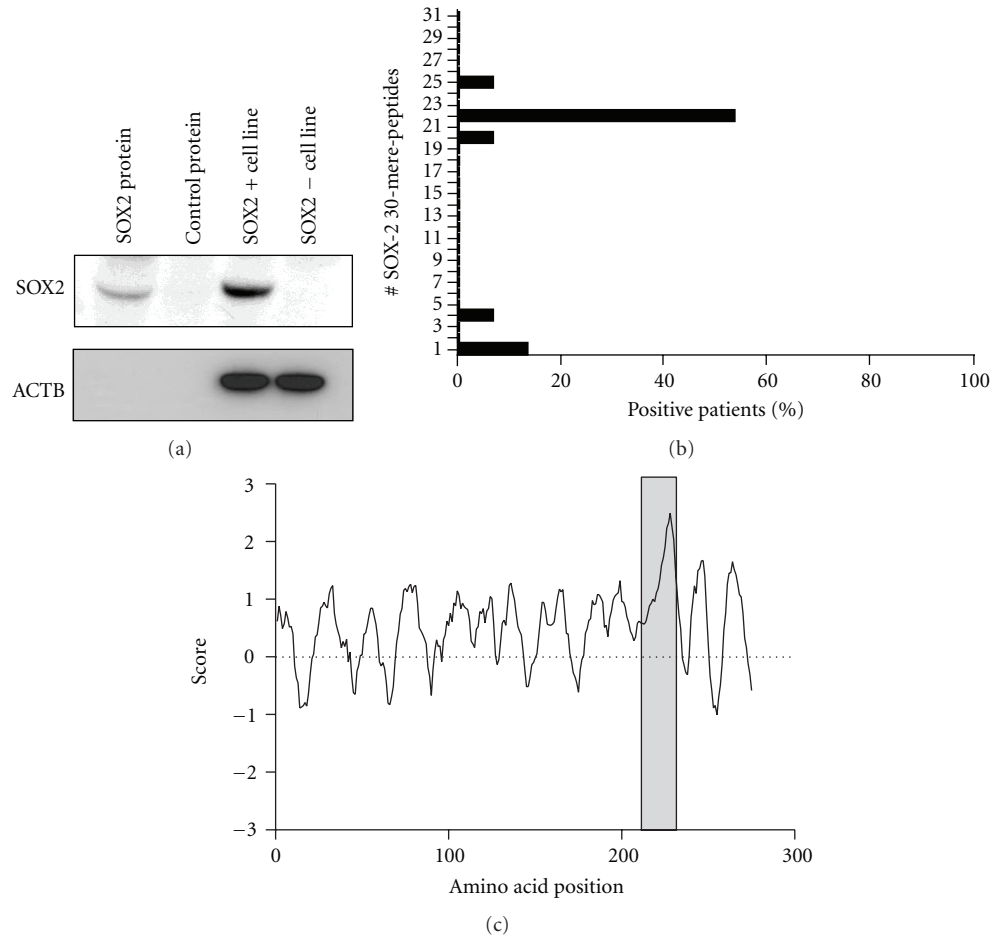 SOX2 protein
Control protein
SOX2 + cell line
SOX2 − cell line
SOX2
ACTB
(a)
# SOX-2 30-mere-peptides
31
29
27
25
23
21
19
17
15
13
11
9
7
5
3
1
0 20 40 60 80 100
Positive patients (%)
(b)
Score
3
2
1
0
−1
−2
−3
0 100 200 300
Amino acid position
(c)